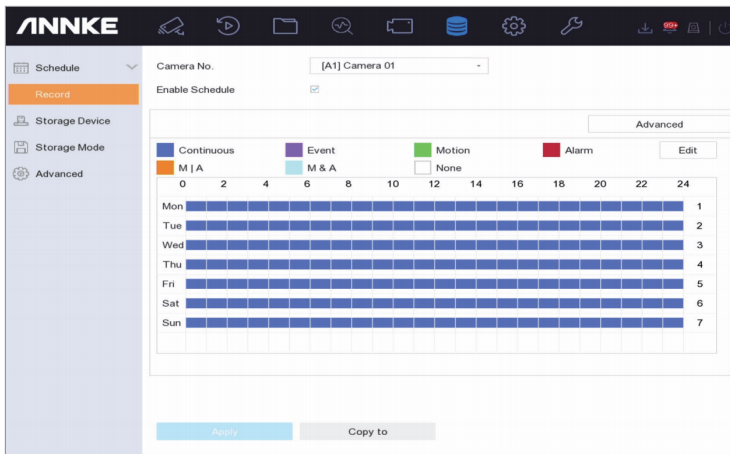 ANNKE
99+
Schedule
Record
Storage Device
Storage Mode
Advanced
Camera No. [A1] Camera 01
Enable Schedule
Advanced
Continuous Event Motion Alarm Edit
M | A M & A None
0 2 4 6 8 10 12 14 16 18 20 22 24
Mon 1
Tue 2
Wed 3
Thu 4
Fri 5
Sat 6
Sun 7
Apply Copy to